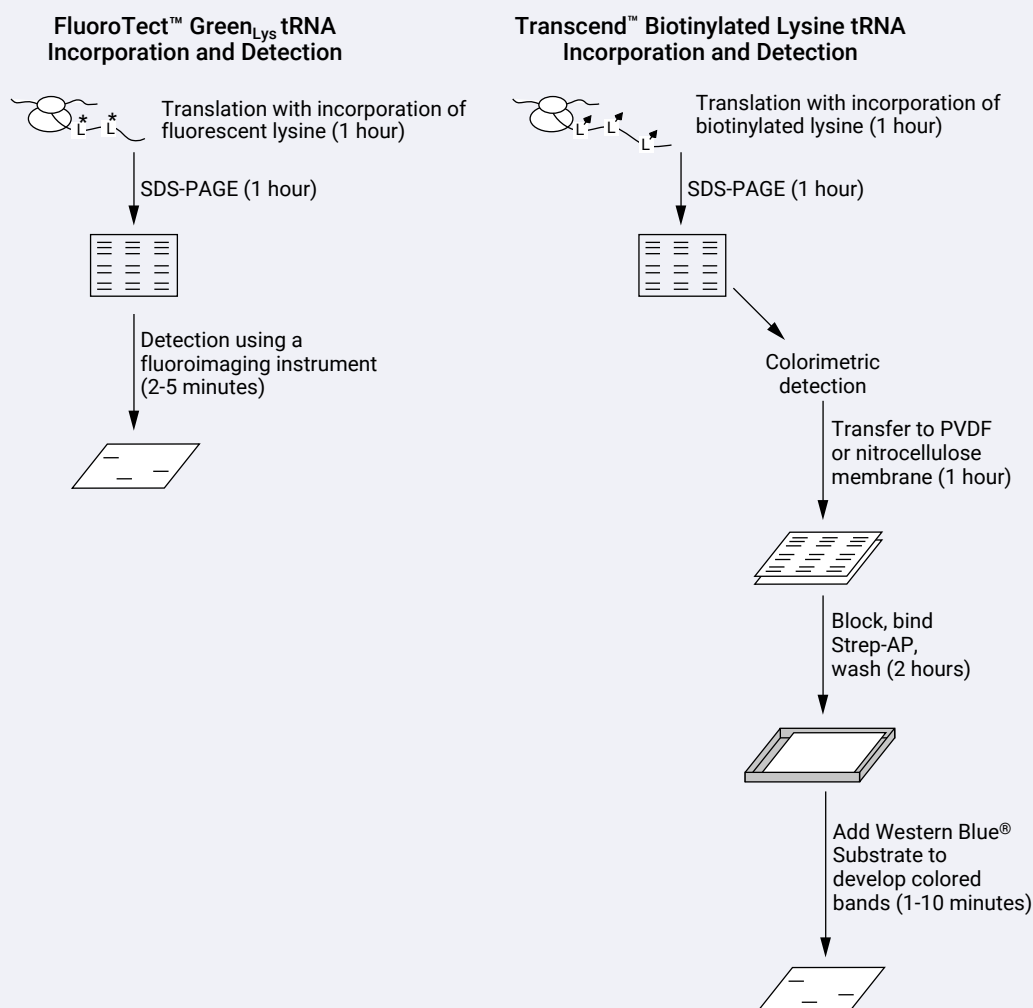 FluoroTect™ GreenLys tRNA
Incorporation and Detection
L* L*
Translation with incorporation of
fluorescent lysine (1 hour)
SDS-PAGE (1 hour)
Detection using a
fluoroimaging instrument
(2-5 minutes)
Transcend™ Biotinylated Lysine tRNA
Incorporation and Detection
L L L
Translation with incorporation of
biotinylated lysine (1 hour)
SDS-PAGE (1 hour)
Colorimetric
detection
Transfer to PVDF
or nitrocellulose
membrane (1 hour)
Block, bind
Strep-AP,
wash (2 hours)
Add Western Blue®
Substrate to
develop colored
bands (1-10 minutes)